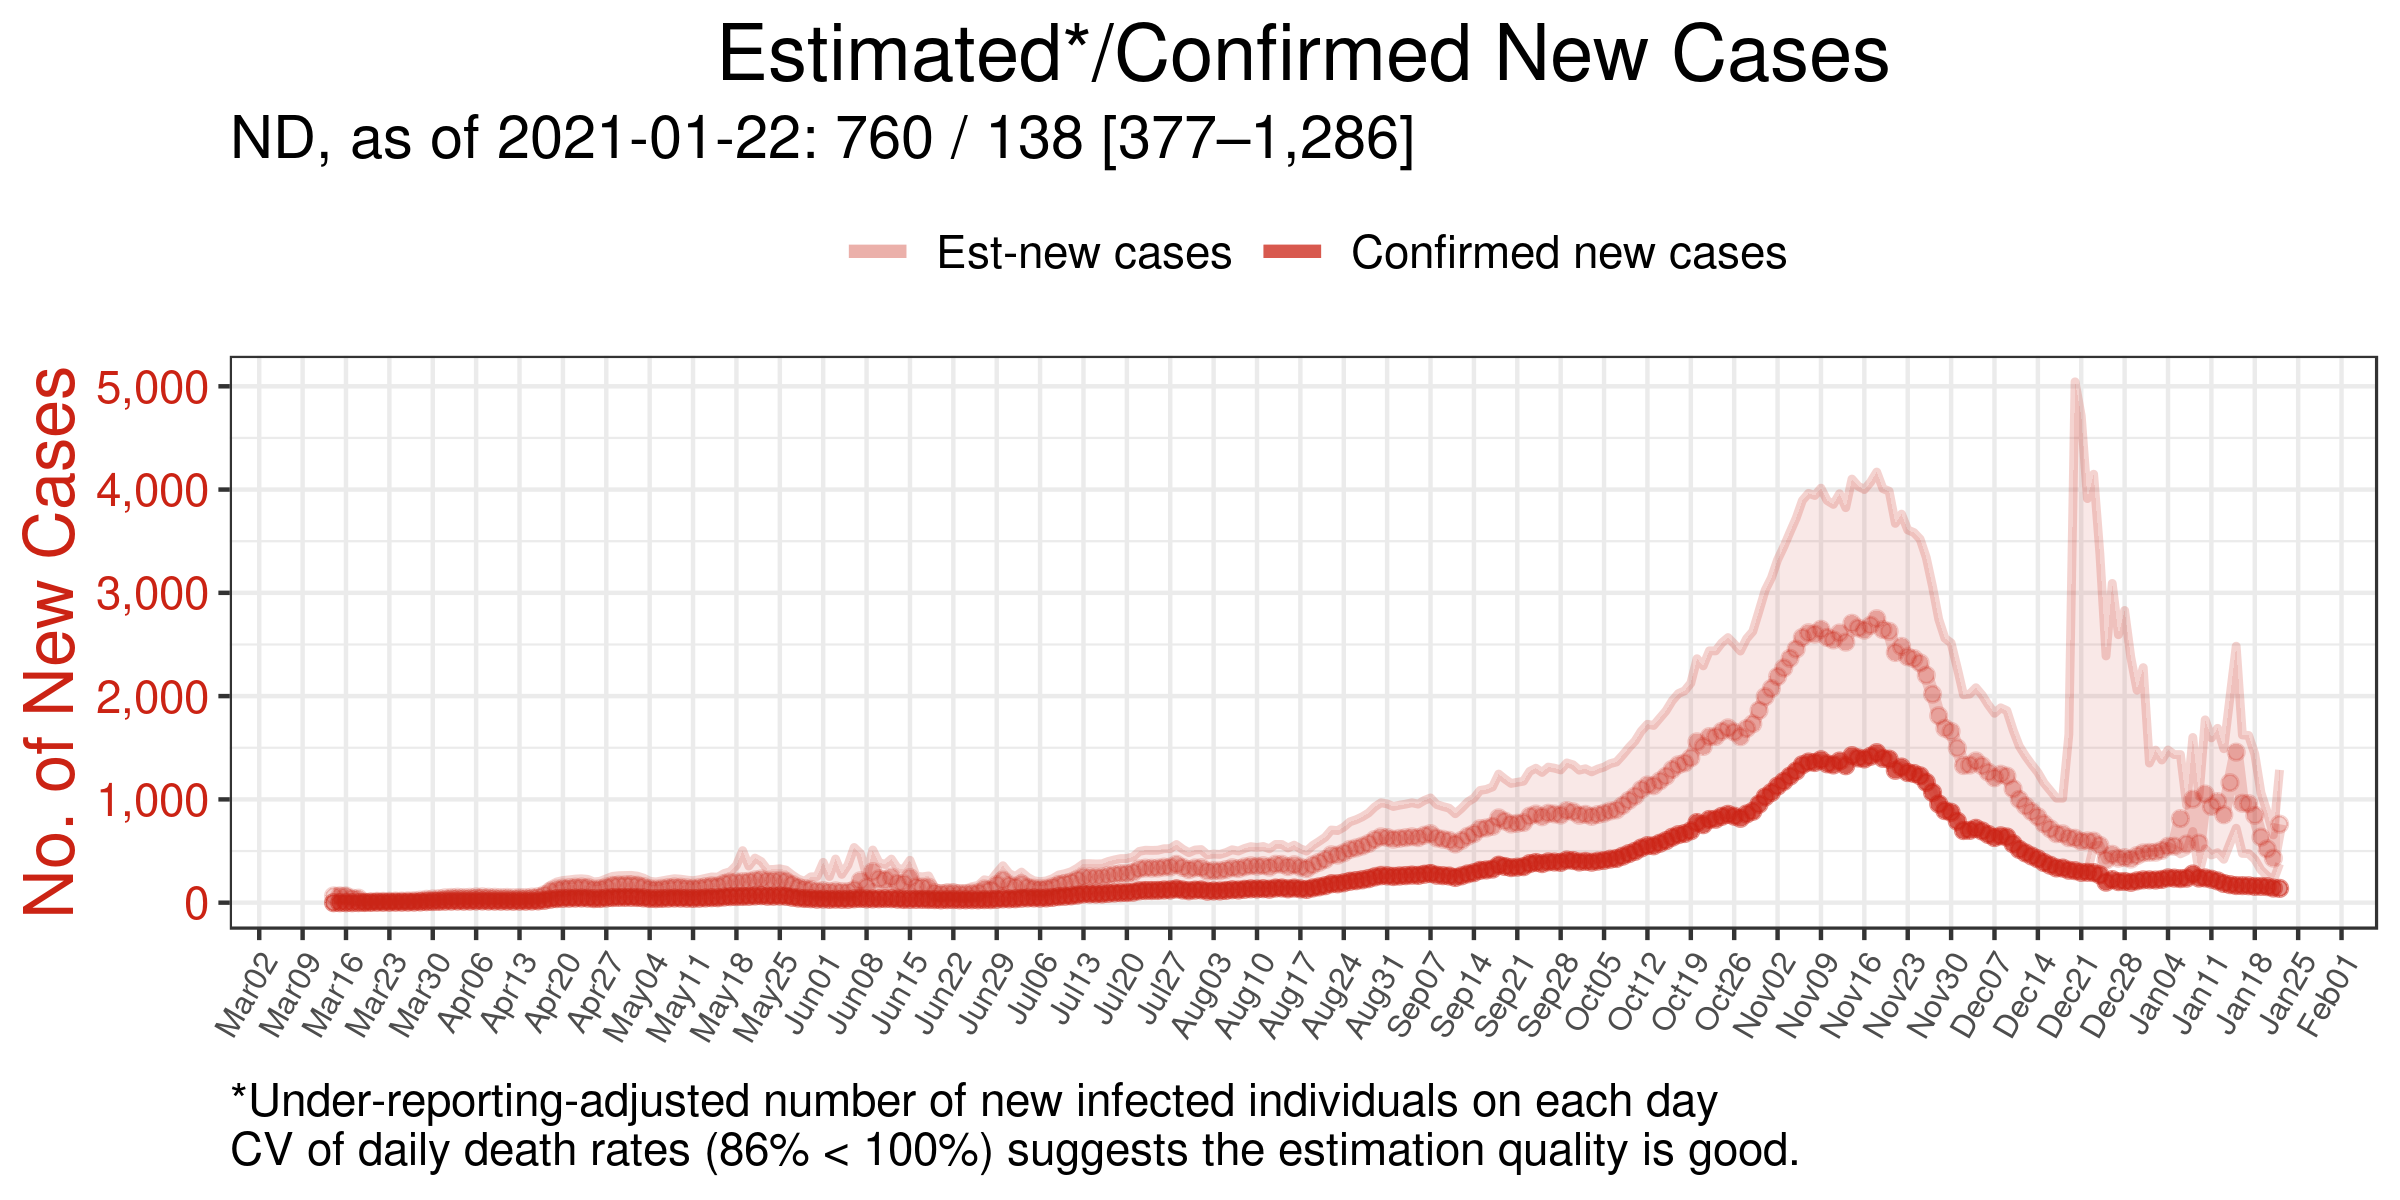 Estimated*/Confirmed New Cases
ND, as of 2021-01-22: 760 / 138 [377–1,286]
Est-new cases
Confirmed new cases
No. of New Cases
5,000
4,000
3,000
2,000
1,000
0
Mar02
Mar09
Mar16
Mar23
Mar30
Apr06
Apr13
Apr20
Apr27
May04
May11
May18
May25
Jun01
Jun08
Jun15
Jun22
Jun29
Jul06
Jul13
Jul20
Jul27
Aug03
Aug10
Aug17
Aug24
Aug31
Sep07
Sep14
Sep21
Sep28
Oct05
Oct12
Oct19
Oct26
Nov02
Nov09
Nov16
Nov23
Nov30
Dec07
Dec14
Dec21
Dec28
Jan04
Jan11
Jan18
Jan25
Feb01
*Under-reporting-adjusted number of new infected individuals on each day
CV of daily death rates (86% < 100%) suggests the estimation quality is good.